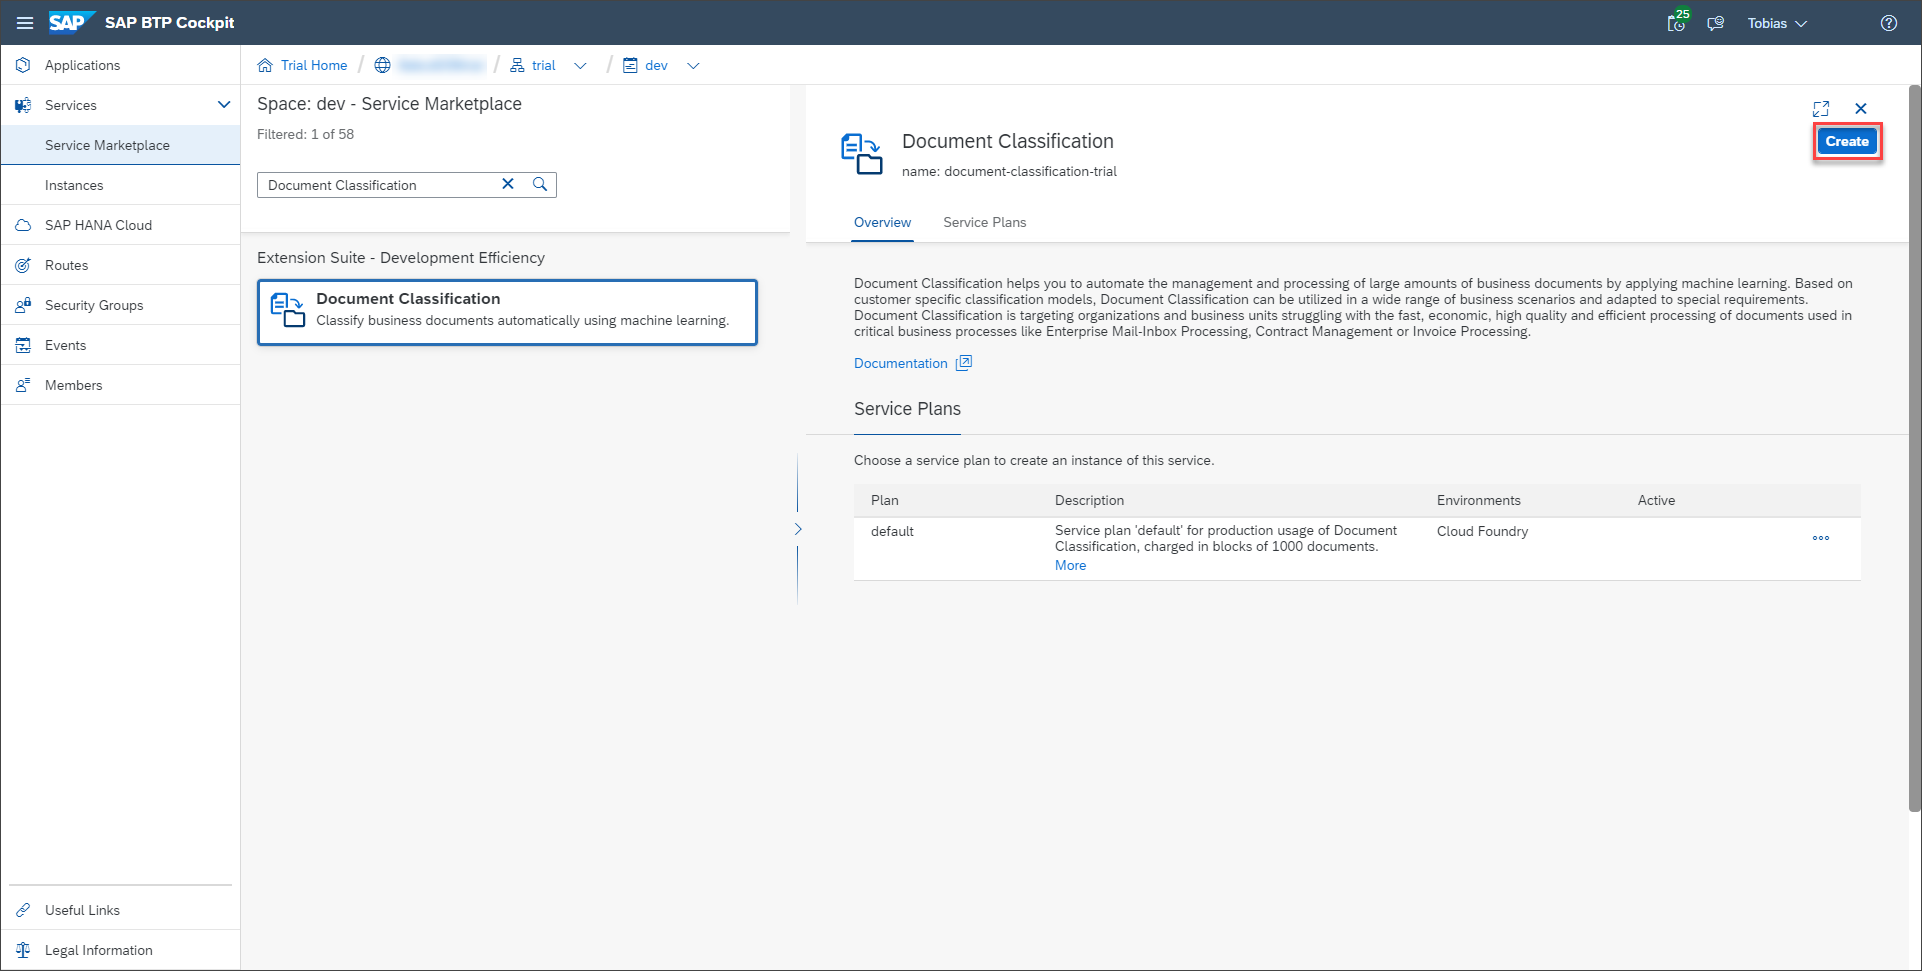 SAP SAP BTP Cockpit
25
Tobias
Applications
Services
Service Marketplace
Instances
SAP HANA Cloud
Routes
Security Groups
Events
Members
Useful Links
Legal Information
Trial Home / / trial / dev
Space: dev - Service Marketplace
Filtered: 1 of 58
Document Classification
Extension Suite - Development Efficiency
Document Classification
Classify business documents automatically using machine learning.
Document Classification
name: document-classification-trial
Create
Overview Service Plans
Document Classification helps you to automate the management and processing of large amounts of business documents by applying machine learning. Based on
customer specific classification models, Document Classification can be utilized in a wide range of business scenarios and adapted to special requirements.
Document Classification is targeting organizations and business units struggling with the fast, economic, high quality and efficient processing of documents used in
critical business processes like Enterprise Mail-Inbox Processing, Contract Management or Invoice Processing.
Documentation
Service Plans
Choose a service plan to create an instance of this service.
Plan Description Environments Active
default Service plan 'default' for production usage of Document Cloud Foundry
Classification, charged in blocks of 1000 documents.
More